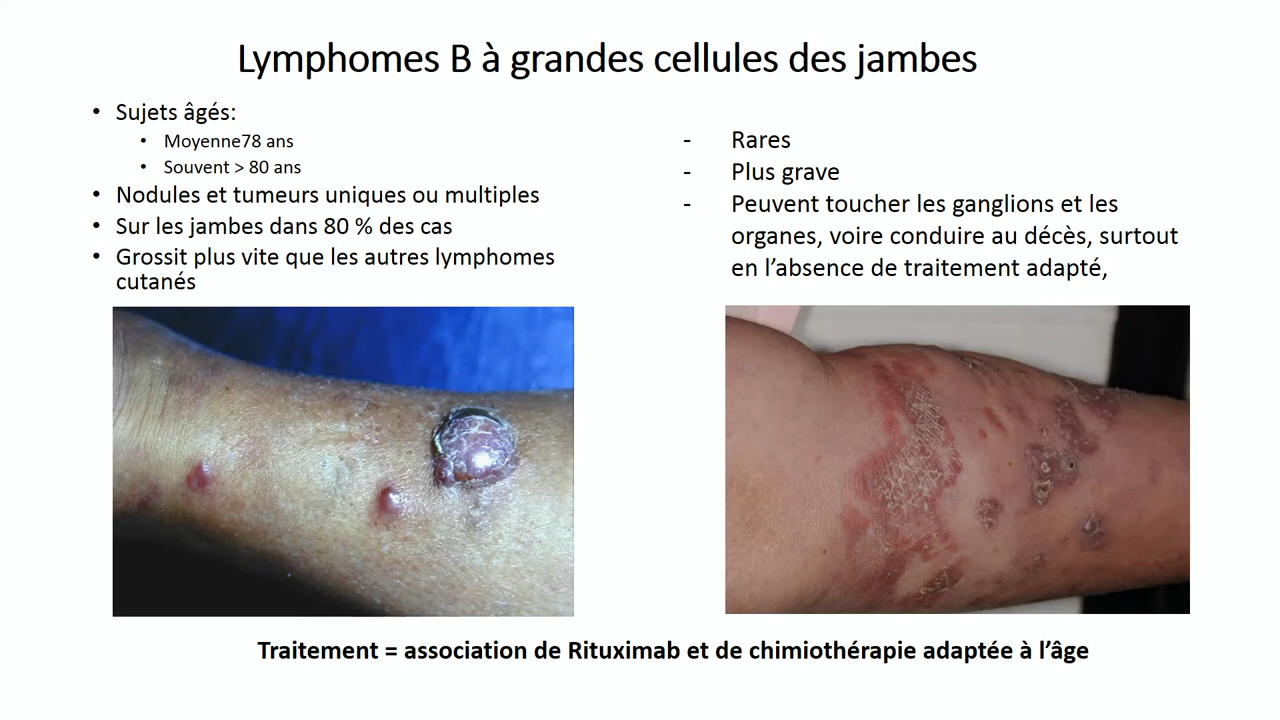 Lymphomes B à grandes cellules des jambes
• Sujets âgés:
• Moyenne78 ans
• Souvent > 80 ans
• Nodules et tumeurs uniques ou multiples
• Sur les jambes dans 80 % des cas
• Grossit plus vite que les autres lymphomes
cutanés
- Rares
- Plus grave
- Peuvent toucher les ganglions et les
organes, voire conduire au décès, surtout
en l’absence de traitement adapté,
Traitement = association de Rituximab et de chimiothérapie adaptée à l’âge